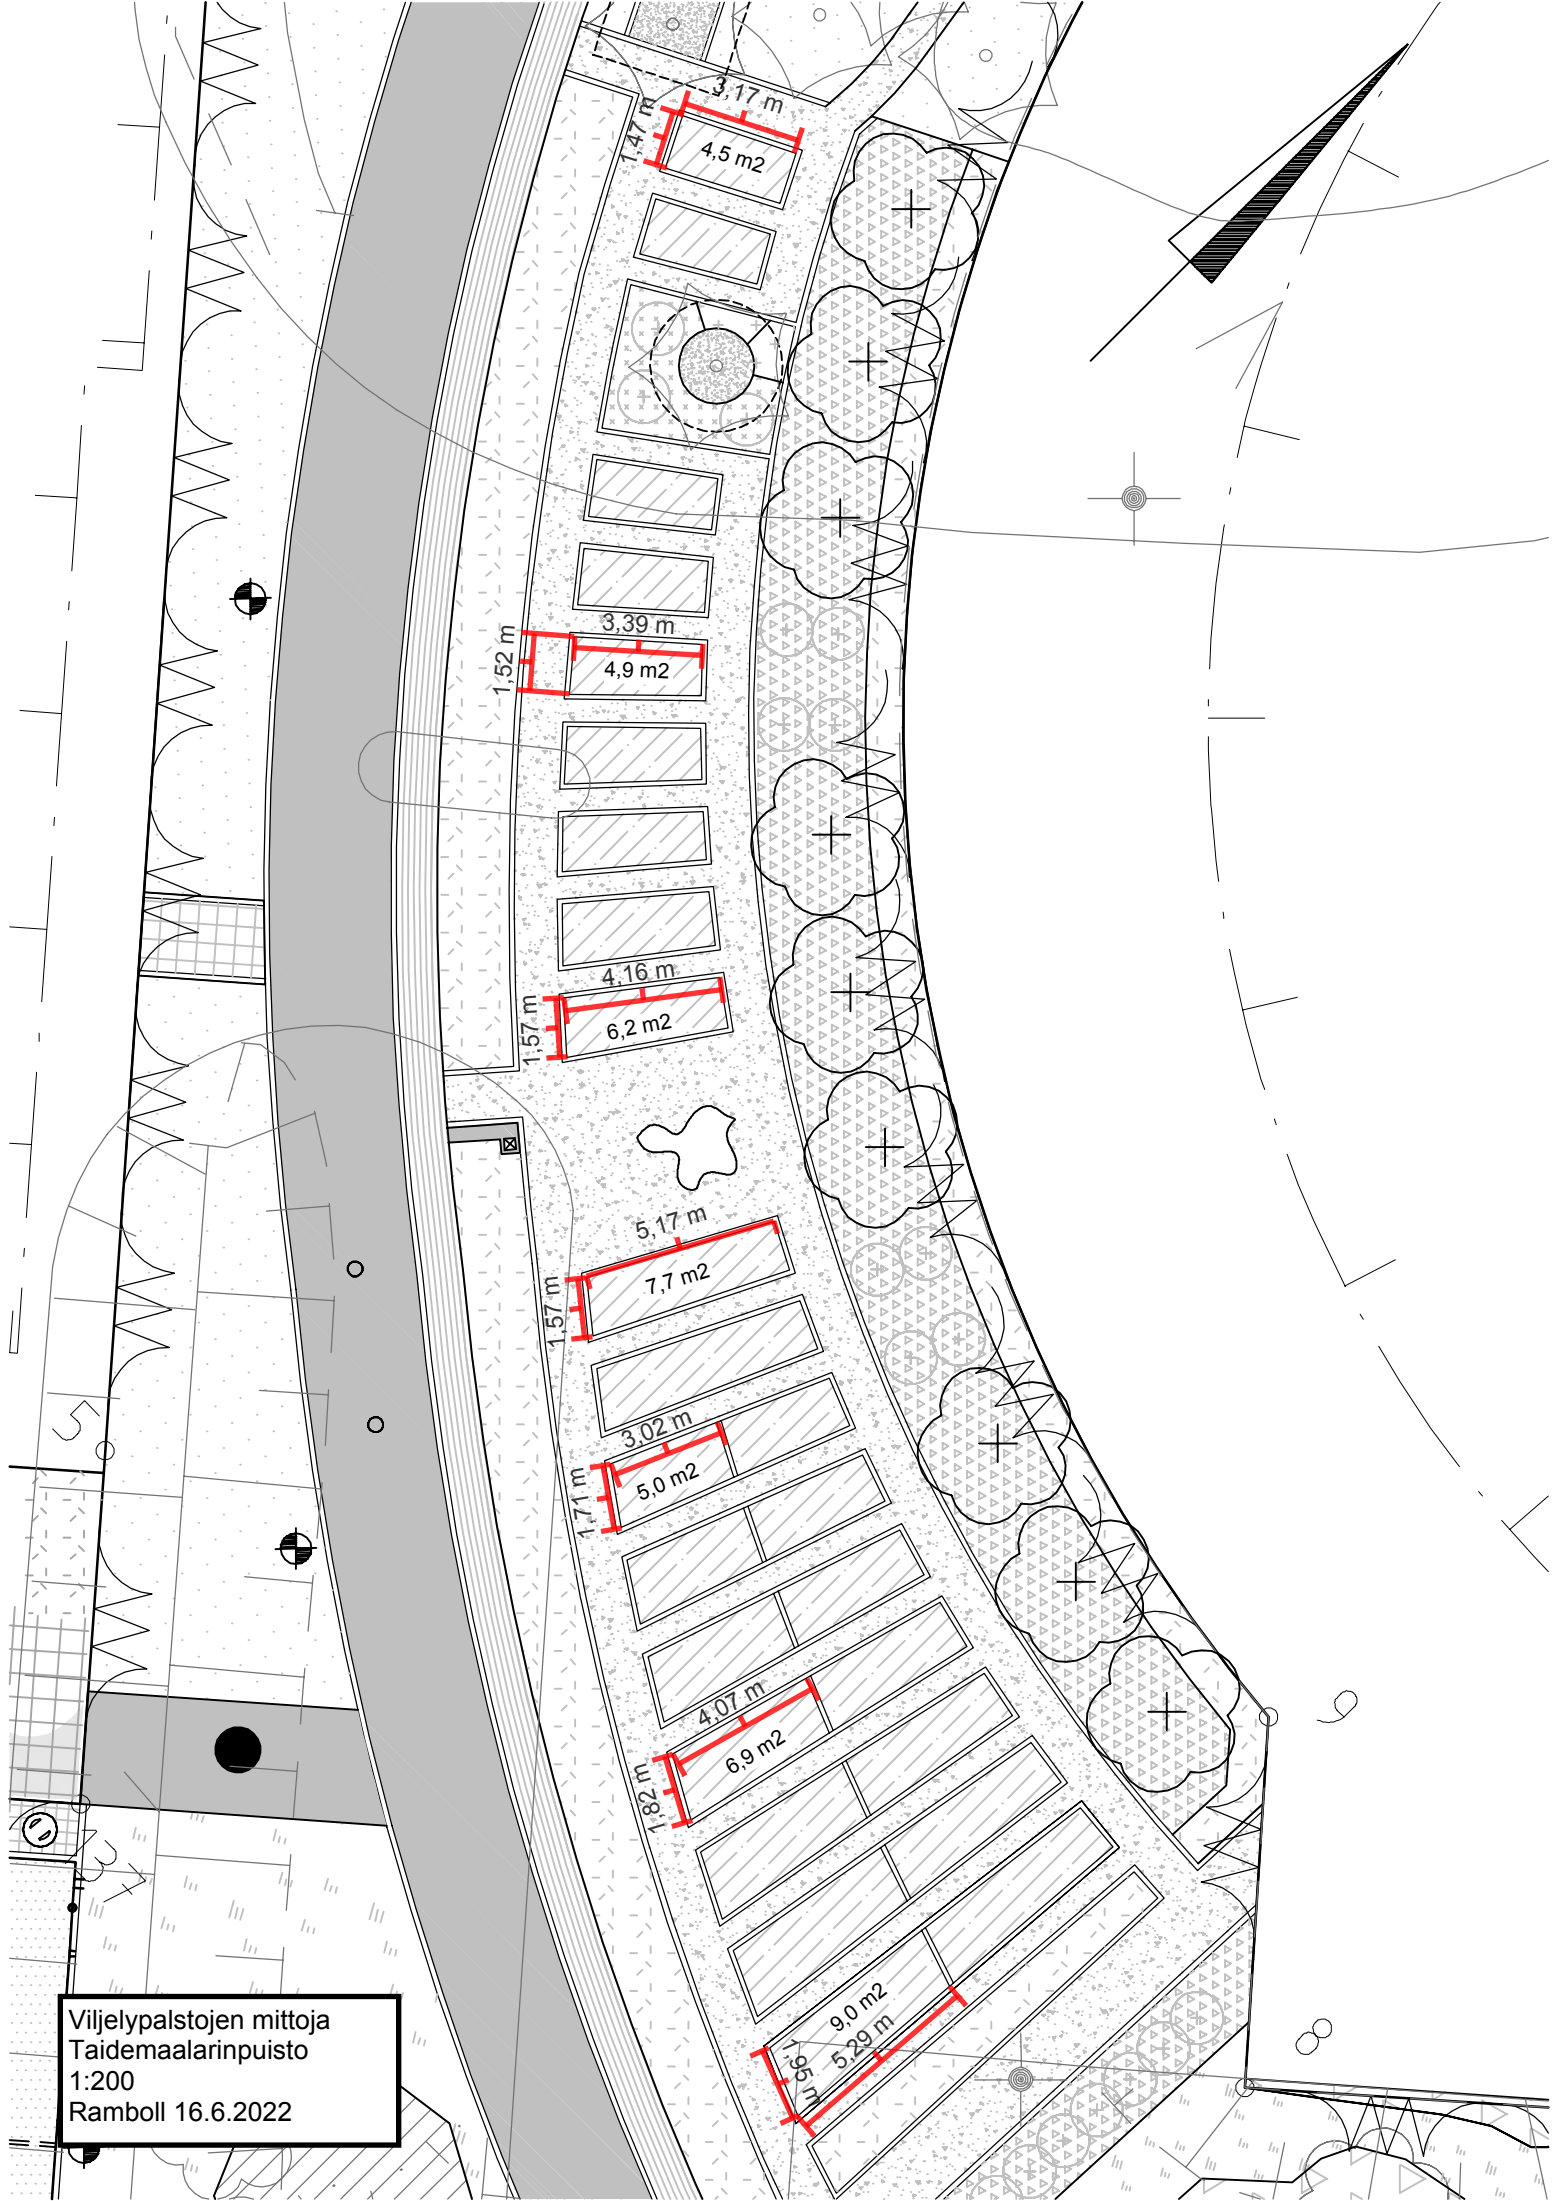 3,17 m
1,47 m
4,5 m2
3,39 m
1,52 m
4,9 m2
4,16 m
1,57 m
6,2 m2
5,17 m
1,57 m
7,7 m2
3,02 m
1,71 m
5,0 m2
4,07 m
1,82 m
6,9 m2
9,0 m2
5,29 m
1,95 m
5
9
8
Viljelypalstojen mittoja
Taidemaalarinpuisto
1:200
Ramboll 16.6.2022